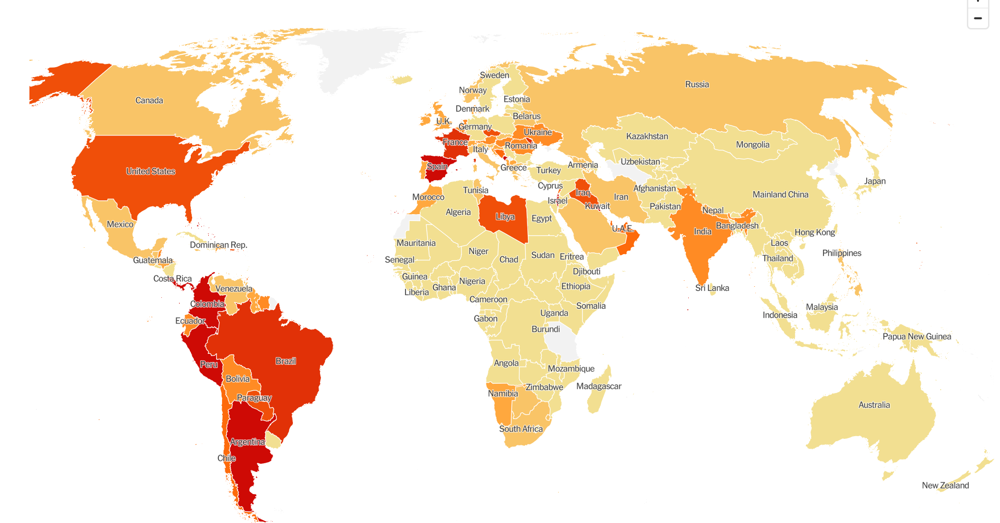 Sweden
Russia
Norway
Estonia
Canada
Denmark
Belarus
U.K.
Germany
Ukraine
Kazakhstan
France
Mongolia
Romania
Italy
Uzbekistan
Armenia
Spain
Greece
Turkey
United States
Japan
Cyprus
Afghanistan
Tunisia
Iraq
Mainland China
Morocco
Iran
Israel
Kuwait
Pakistan
Nepal
Algeria
Libya
Egypt
Mexico
Bangladesh
U.A.E.
India
Hong Kong
Mauritania
Laos
Dominican Rep.
Niger
Philippines
Sudan
Eritrea
Thailand
Guatemala
Senegal
Chad
Djibouti
Guinea
Costa Rica
Nigeria
Ethiopia
Ghana
Sri Lanka
Venezuela
Liberia
Cameroon
Colombia
Somalia
Malaysia
Uganda
Indonesia
Gabon
Ecuador
Burundi
Papua New Guinea
Brazil
Angola
Peru
Mozambique
Bolivia
Zimbabwe
Madagascar
Namibia
Paraguay
Australia
South Africa
Argentina
Chile
New Zealand